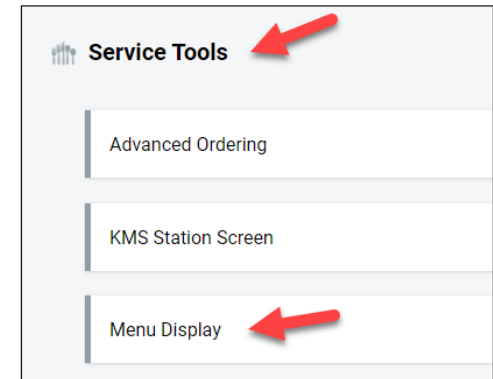 Service Tools
Advanced Ordering
KMS Station Screen
Menu Display